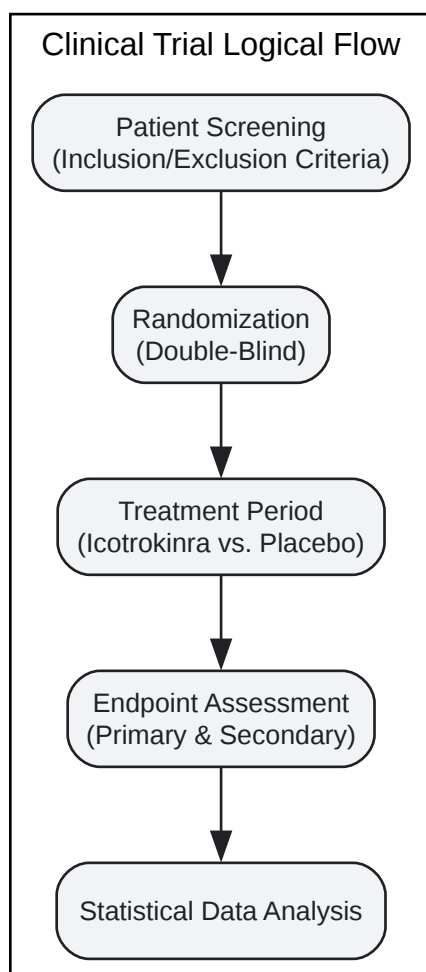 Clinical Trial Logical Flow
Patient Screening
(Inclusion/Exclusion Criteria)
Randomization
(Double-Blind)
Treatment Period
(Icotrokinra vs. Placebo)
Endpoint Assessment
(Primary & Secondary)
Statistical Data Analysis